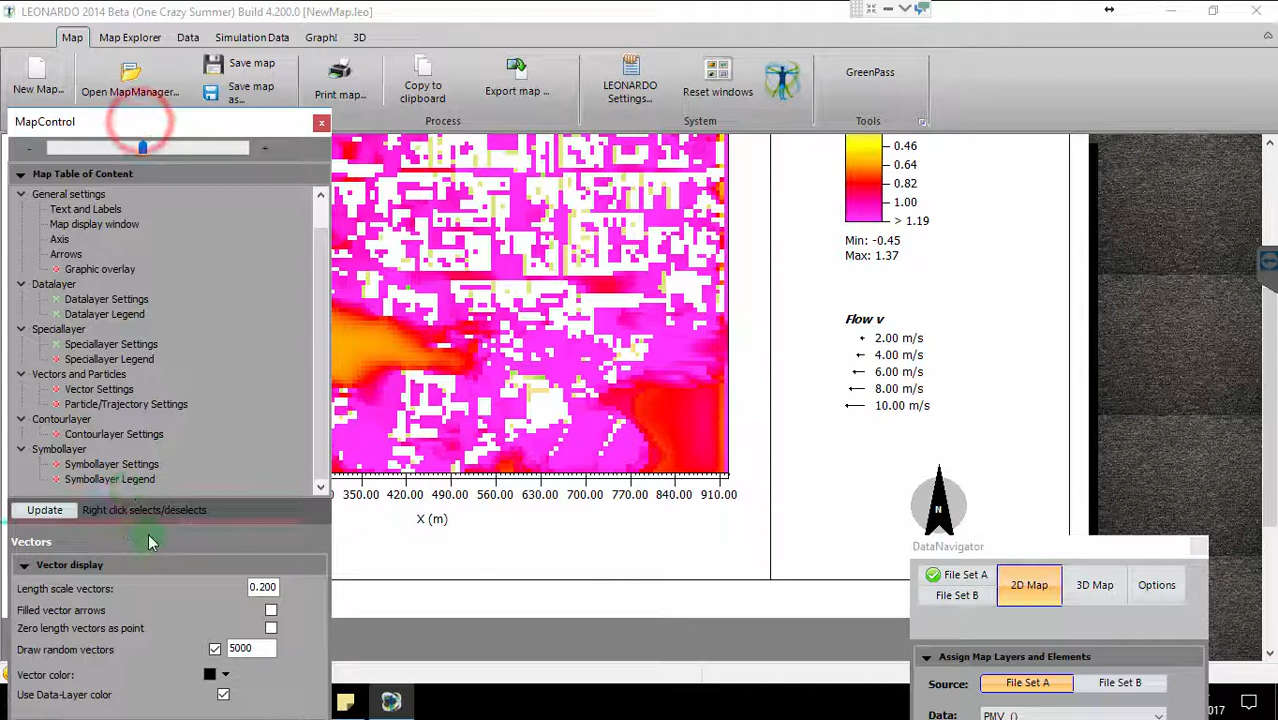 LEONARDO 2014 Beta (One Crazy Summer) Build 4.200.0 [NewMap.leo]
Map Map Explorer Data Simulation Data Graph! 3D
New Map... Open MapManager... Save map Save map as... Print map... Copy to clipboard Export map ... LEONARDO Settings... Reset windows GreenPass
Process System Tools
MapControl x
- +
Map Table of Content
General settings
Text and Labels
Map display window
Axis
Arrows
Graphic overlay
Datalayer
Datalayer Settings
Datalayer Legend
Speciallayer
Speciallayer Settings
Speciallayer Legend
Vectors and Particles
Vector Settings
Particle/Trajectory Settings
Contourlayer
Contourlayer Settings
Symbollayer
Symbollayer Settings
Symbollayer Legend
Update Right click selects/deselects
Vectors
Vector display
Length scale vectors: 0.200
Filled vector arrows
Zero length vectors as point
Draw random vectors 5000
Vector color:
Use Data-Layer color
350.00 420.00 490.00 560.00 630.00 700.00 770.00 840.00 910.00
X (m)
0.46
0.64
0.82
1.00
> 1.19
Min: -0.45
Max: 1.37
Flow v
2.00 m/s
4.00 m/s
6.00 m/s
8.00 m/s
10.00 m/s
N
DataNavigator
File Set A
File Set B
2D Map 3D Map Options
Assign Map Layers and Elements
Source: File Set A File Set B
Data: PMV ()
2017